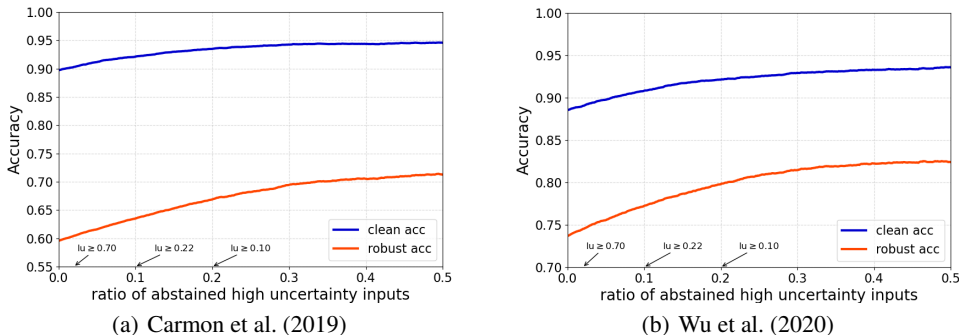 1.00
0.95
0.90
0.85
0.80
0.75
0.70
0.65
0.60
0.55
Accuracy
clean acc
robust acc
lu ≥ 0.70
lu ≥ 0.22
lu ≥ 0.10
0.0 0.1 0.2 0.3 0.4 0.5
ratio of abstained high uncertainty inputs
(a) Carmon et al. (2019)
1.00
0.95
0.90
0.85
0.80
0.75
0.70
Accuracy
clean acc
robust acc
lu ≥ 0.70
lu ≥ 0.22
lu ≥ 0.10
0.0 0.1 0.2 0.3 0.4 0.5
ratio of abstained high uncertainty inputs
(b) Wu et al. (2020)